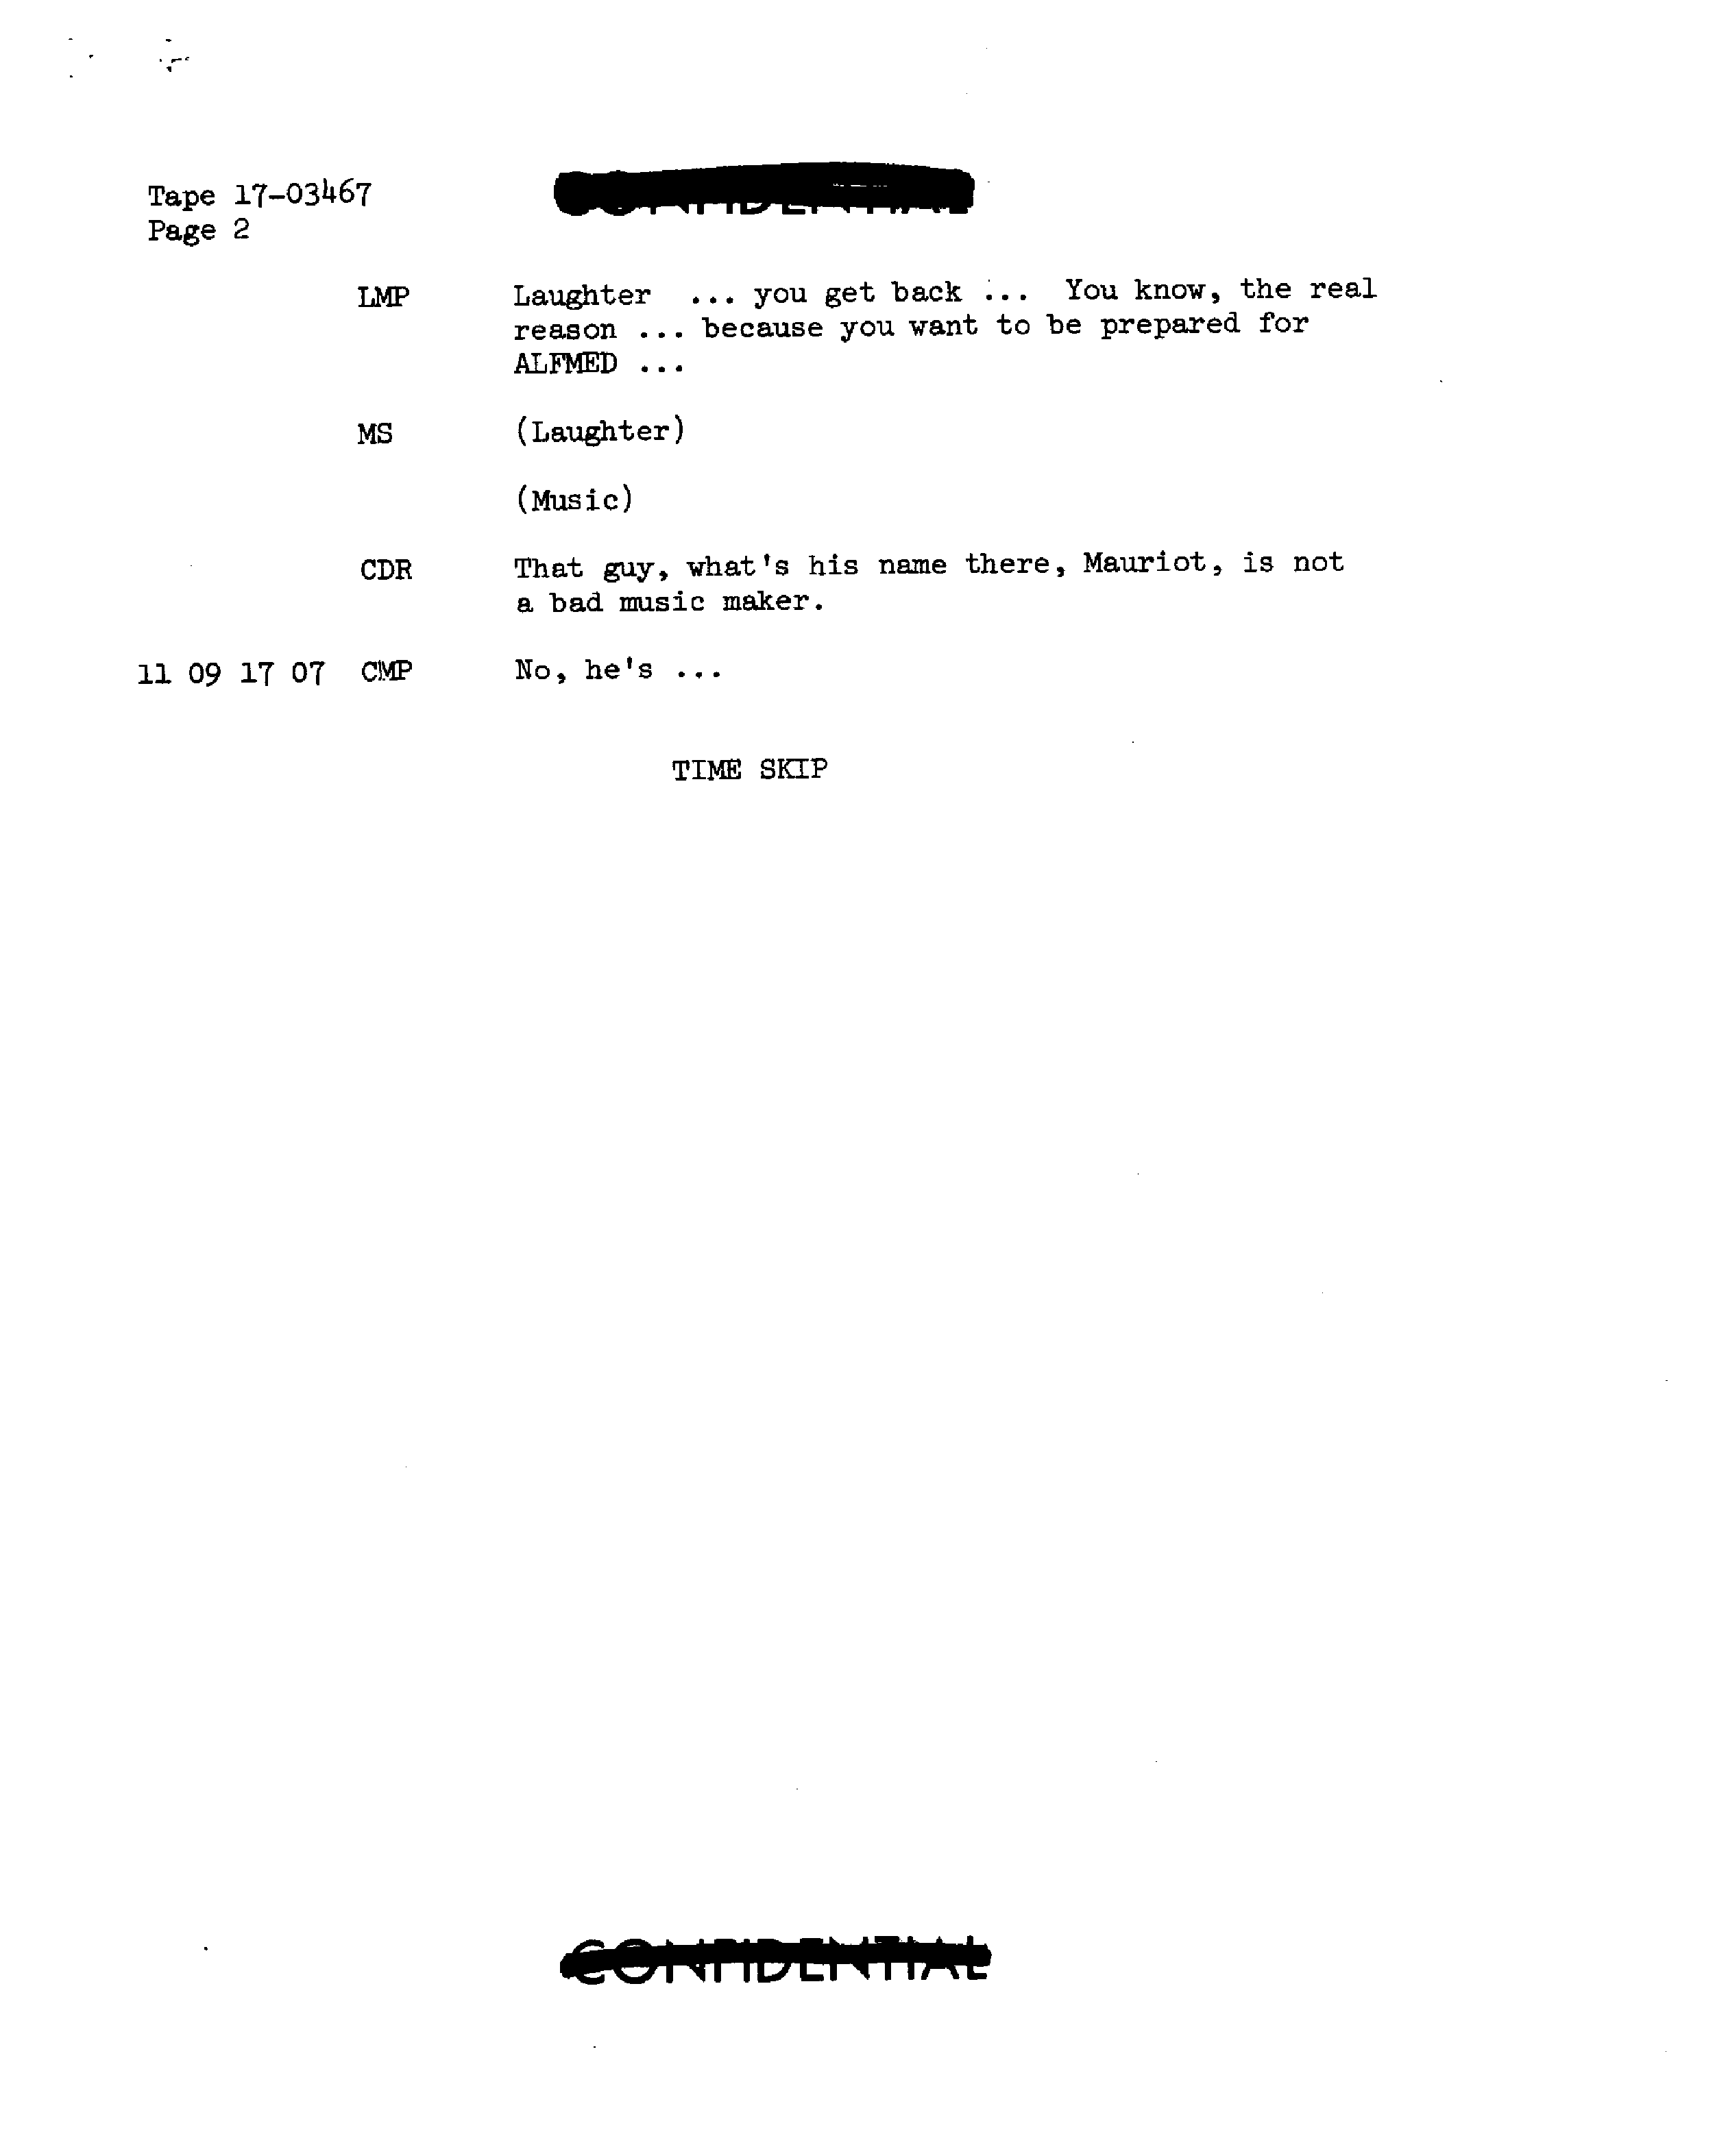 Tape 17-03467
Page 2
CONFIDENTIAL
LMP Laughter ... you get back ... You know, the real
reason ... because you want to be prepared for
ALFMED ...
MS (Laughter)
(Music)
CDR That guy, what's his name there, Mauriot, is not
a bad music maker.
11 09 17 07 CMP No, he's ...
TIME SKIP
CONFIDENTIAL